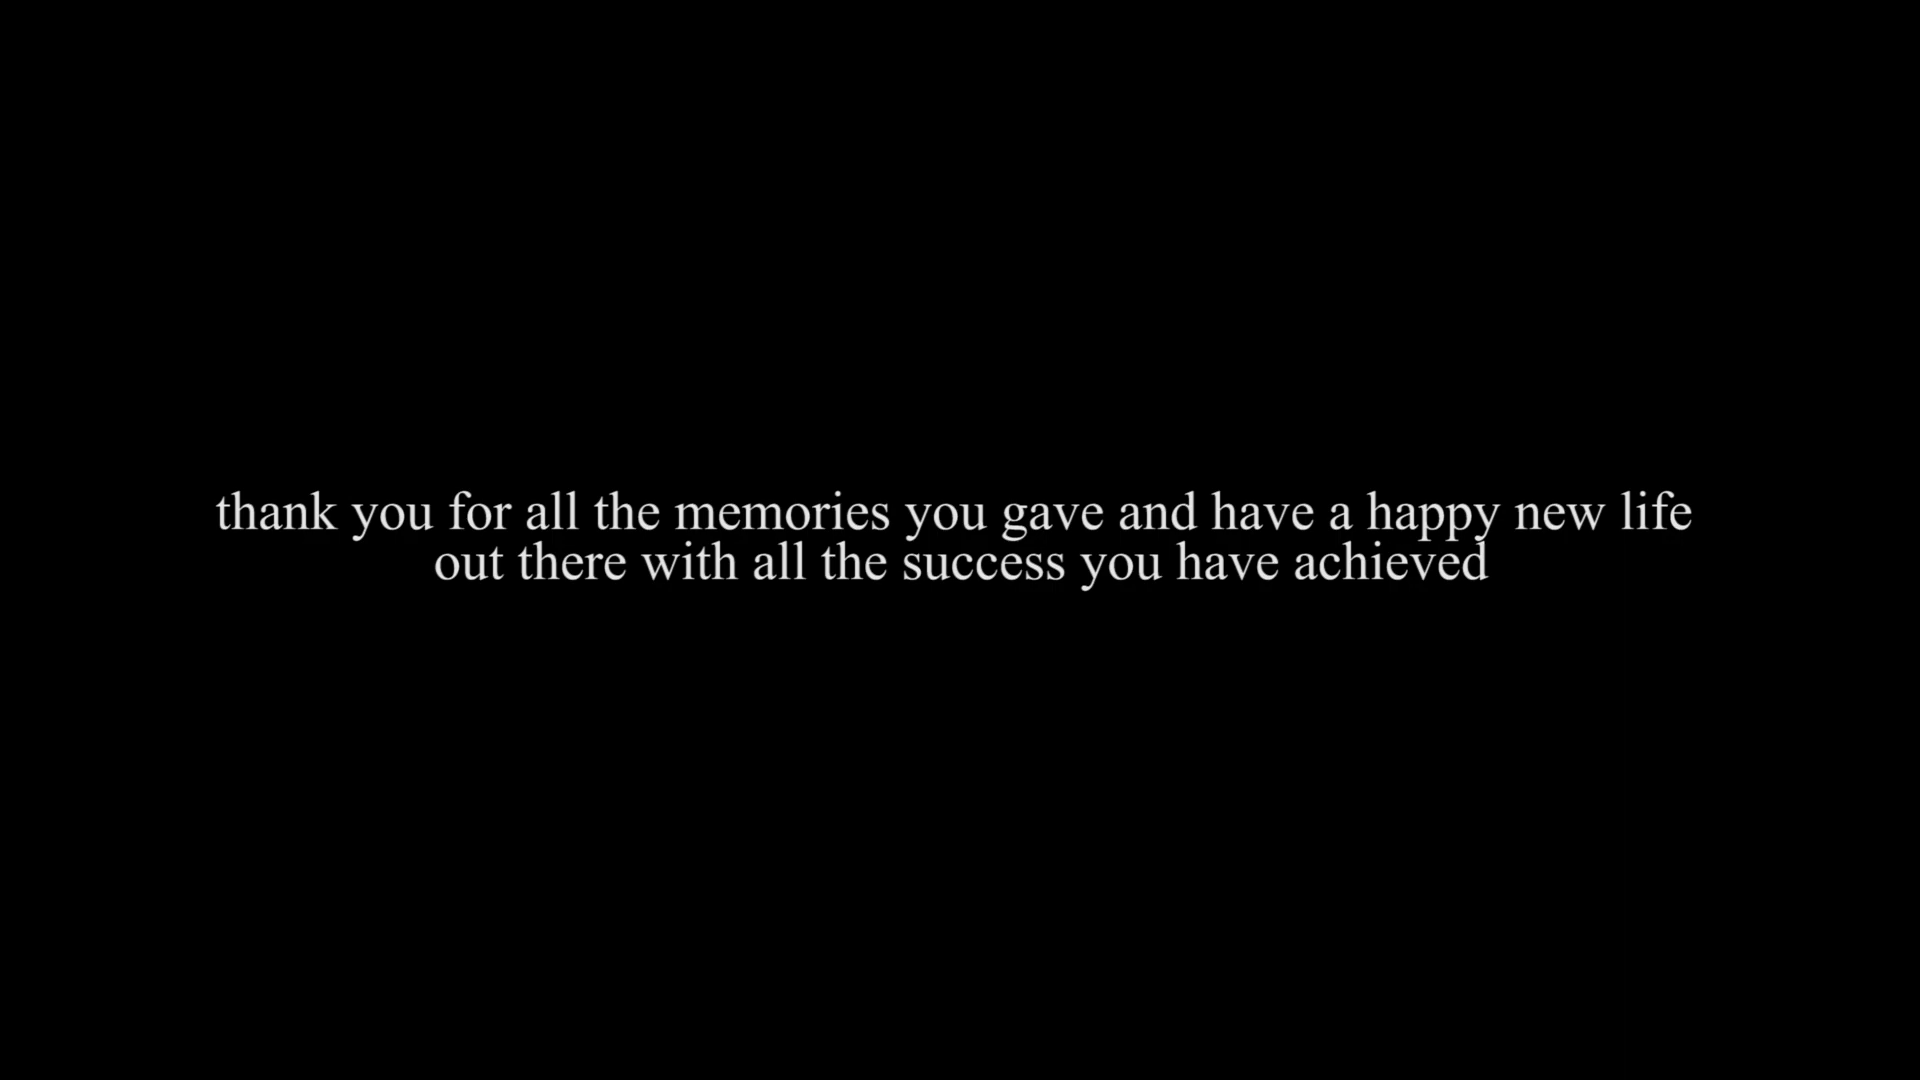 thank you for all the memories you gave and have a happy new life
out there with all the success you have achieved